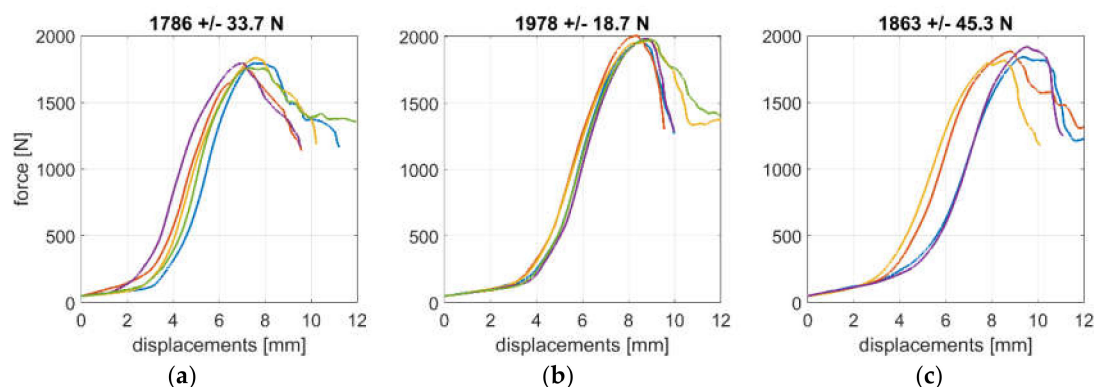 1786 +/- 33.7 N 1978 +/- 18.7 N 1863 +/- 45.3 N
2000 2000 2000
1500 1500 1500
force [N]
1000 1000 1000
500 500 500
0 0 0
0 2 4 6 8 10 12 0 2 4 6 8 10 12 0 2 4 6 8 10 12
displacements [mm] displacements [mm] displacements [mm]
(a) (b) (c)